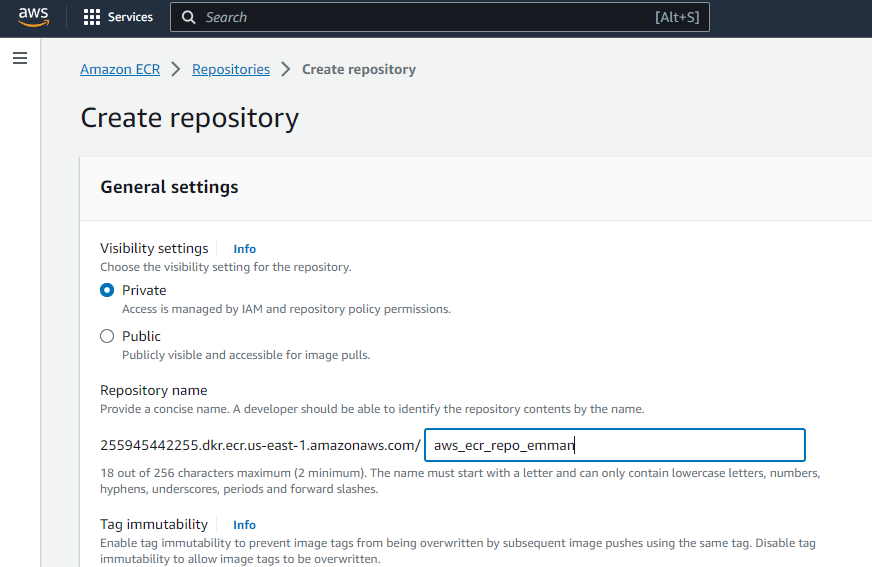 aws Services Search [Alt+S]
Amazon ECR > Repositories > Create repository
Create repository
General settings
Visibility settings Info
Choose the visibility setting for the repository.
Private
Access is managed by IAM and repository policy permissions.
Public
Publicly visible and accessible for image pulls.
Repository name
Provide a concise name. A developer should be able to identify the repository contents by the name.
255945442255.dkr.ecr.us-east-1.amazonaws.com/ aws_ecr_repo_emman
18 out of 256 characters maximum (2 minimum). The name must start with a letter and can only contain lowercase letters, numbers,
hyphens, underscores, periods and forward slashes.
Tag immutability Info
Enable tag immutability to prevent image tags from being overwritten by subsequent image pushes using the same tag. Disable tag
immutability to allow image tags to be overwritten.